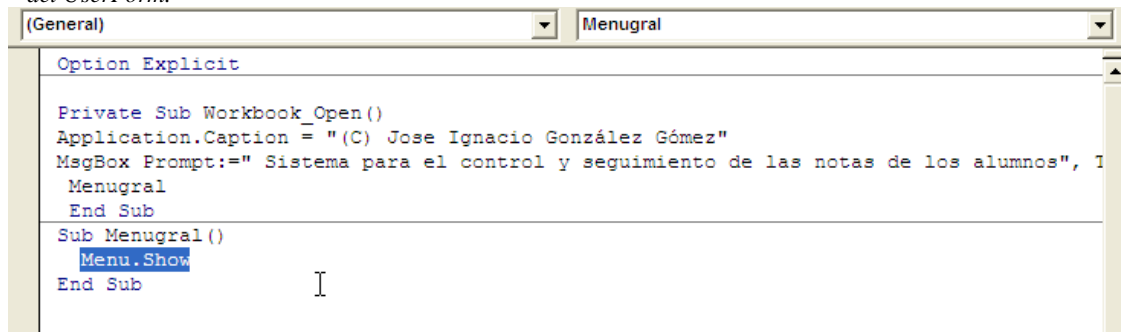 del UserForm.
(General) Menugral
Option Explicit
Private Sub Workbook_Open()
Application.Caption = "(C) Jose Ignacio González Gómez"
MsgBox Prompt:=" Sistema para el control y seguimiento de las notas de los alumnos", T
Menugral
End Sub
Sub Menugral()
Menu.Show
End Sub